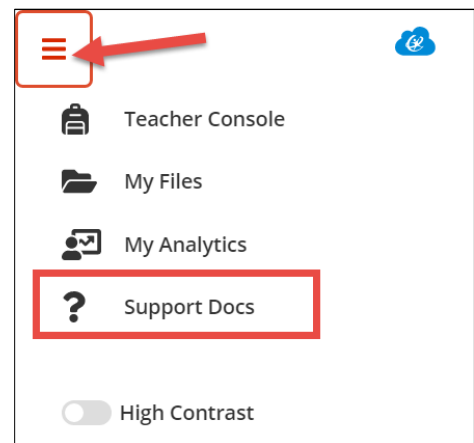 Teacher Console
My Files
My Analytics
? Support Docs
High Contrast